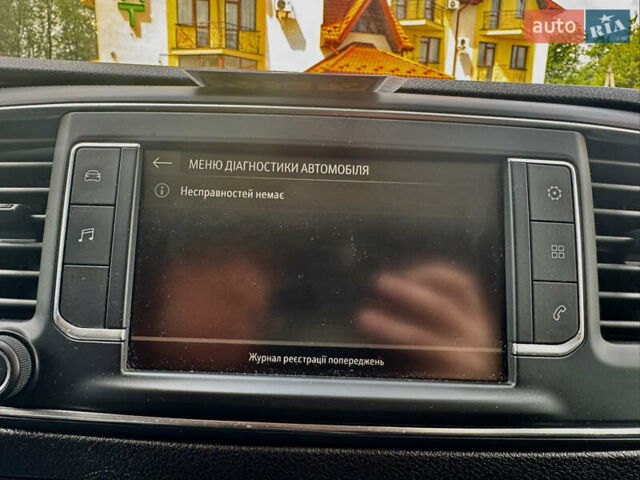 auto RIA
МЕНЮ ДІАГНОСТИКИ АВТОМОБІЛЯ
Несправностей немає
Журнал реєстрації попереджень